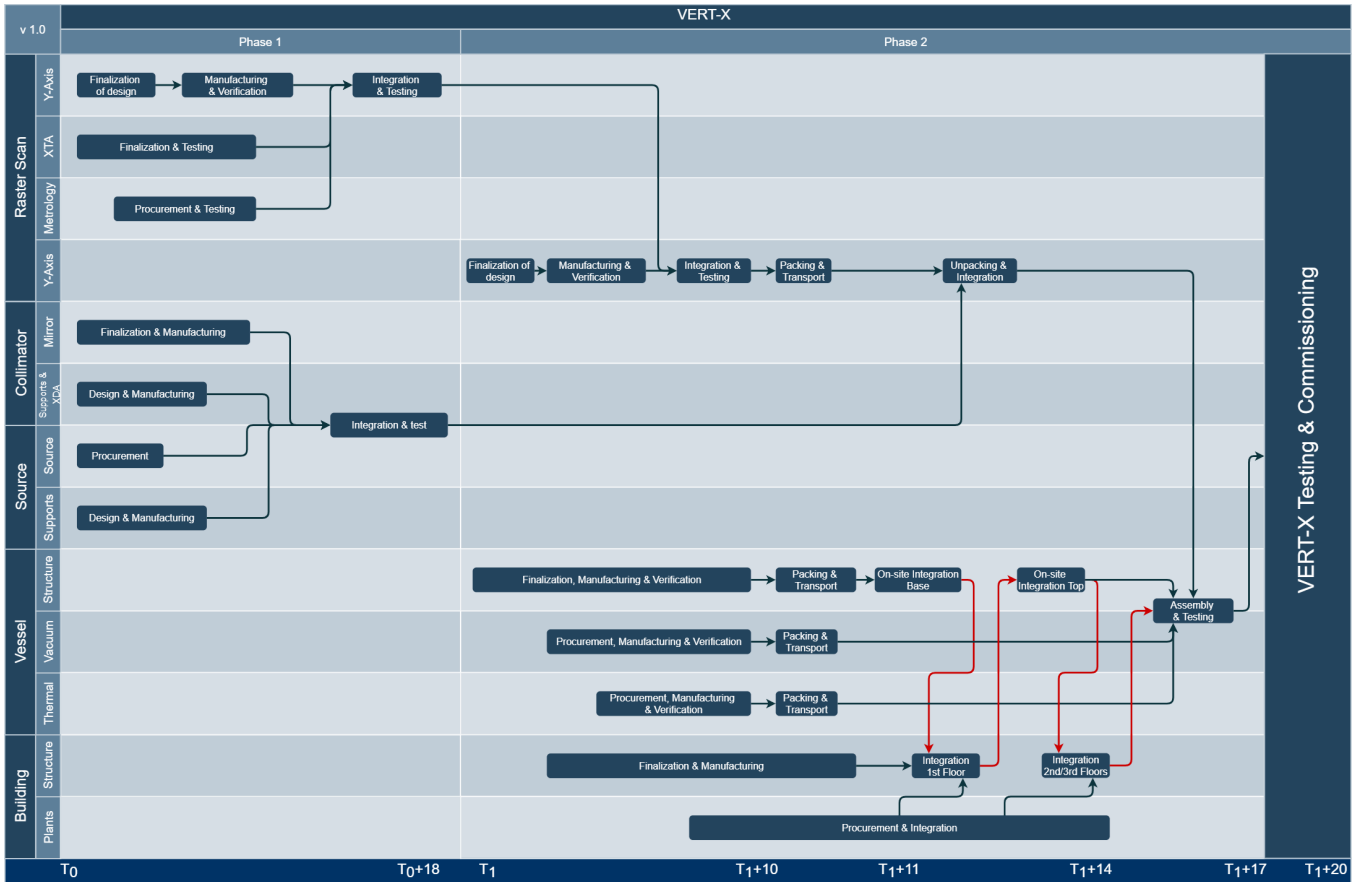 v 1.0
VERT-X
Phase 1
Phase 2
Raster Scan
Y-Axis
Finalization
of design
Manufacturing
& Verification
Integration
& Testing
XTA
Finalization & Testing
Metrology
Procurement & Testing
Y-Axis
Finalization of
design
Manufacturing &
Verification
Integration &
Testing
Packing &
Transport
Unpacking &
Integration
Collimator
Mirror
Finalization & Manufacturing
Supports &
XDA
Design & Manufacturing
Integration & test
Source
Source
Procurement
Supports
Design & Manufacturing
Vessel
Structure
Finalization, Manufacturing & Verification
Packing &
Transport
On-site Integration
Base
On-site
Integration Top
Assembly
& Testing
Vacuum
Procurement, Manufacturing & Verification
Packing &
Transport
Thermal
Procurement, Manufacturing
& Verification
Packing &
Transport
Building
Structure
Finalization & Manufacturing
Integration
1st Floor
Integration
2nd/3rd Floors
Plants
Procurement & Integration
VERT-X Testing & Commissioning
T0
T0+18
T1
T1+10
T1+11
T1+14
T1+17
T1+20